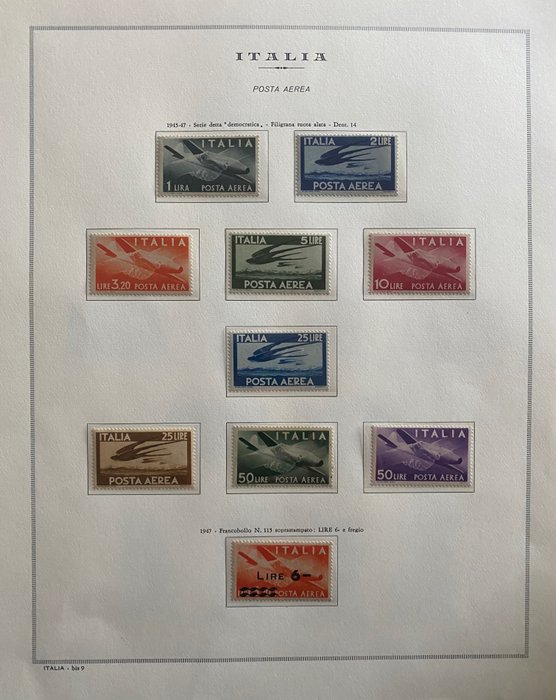 ITALIA
POSTA AEREA
1945-47 - Serie detta "democratica„ - Filigrana ruota alata - Dent. 14
ITALIA
1 LIRA POSTA AEREA
ITALIA 2 LIRE
POSTA AEREA
ITALIA
LIRE 3,20 POSTA AEREA
ITALIA 5 LIRE
POSTA AEREA
ITALIA
10 LIRE POSTA AEREA
ITALIA 25 LIRE
POSTA AEREA
ITALIA 25 LIRE
POSTA AEREA
ITALIA
50 LIRE POSTA AEREA
ITALIA
50 LIRE POSTA AEREA
1947 - Francobollo N. 115 soprastampato: LIRE 6- e fregio
ITALIA
LIRE 6-
POSTA AEREA
ITALIA - bis 9